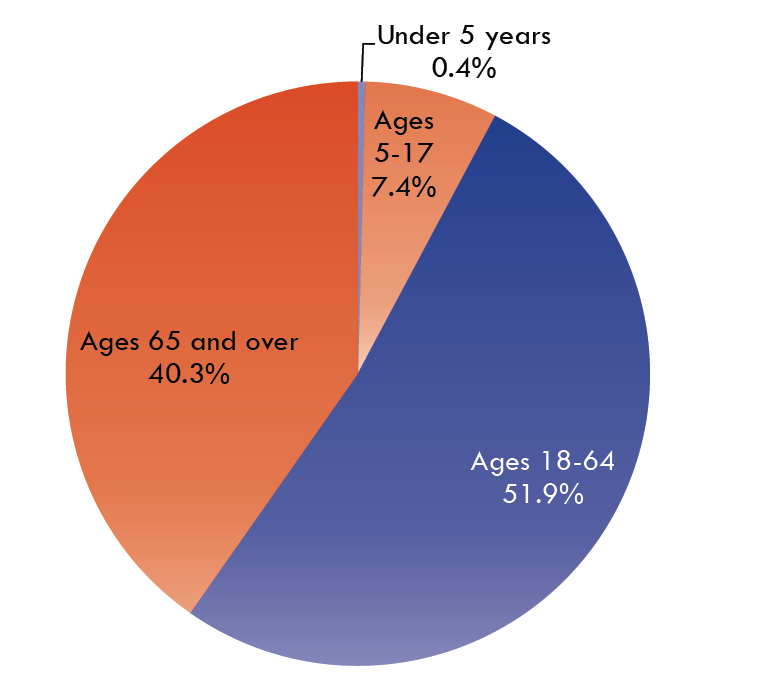 Under 5 years
0.4%
Ages
5-17
7.4%
Ages 65 and over
40.3%
Ages 18-64
51.9%